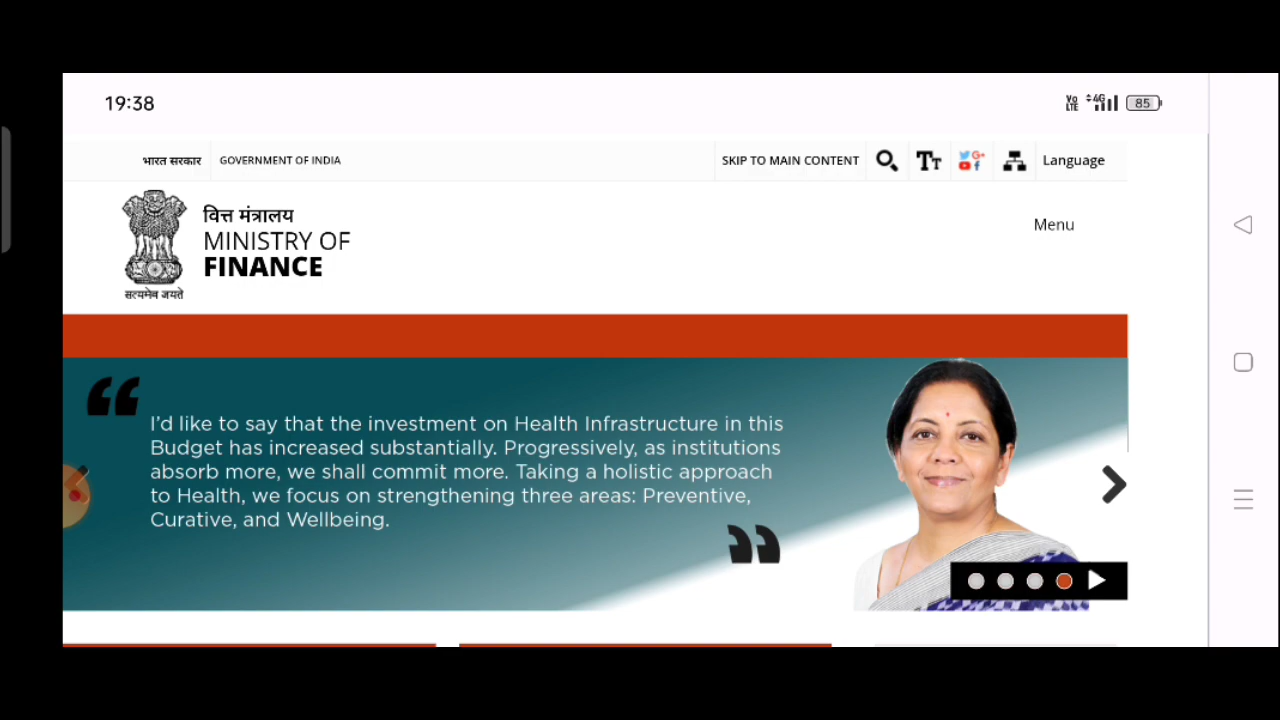 19:38
Vo LTE 4G 85
भारत सरकार GOVERNMENT OF INDIA SKIP TO MAIN CONTENT Tт Language
वित्त मंत्रालय
MINISTRY OF
FINANCE
सत्यमेव जयते
Menu
“
I'd like to say that the investment on Health Infrastructure in this
Budget has increased substantially. Progressively, as institutions
absorb more, we shall commit more. Taking a holistic approach
to Health, we focus on strengthening three areas: Preventive,
Curative, and Wellbeing.
”